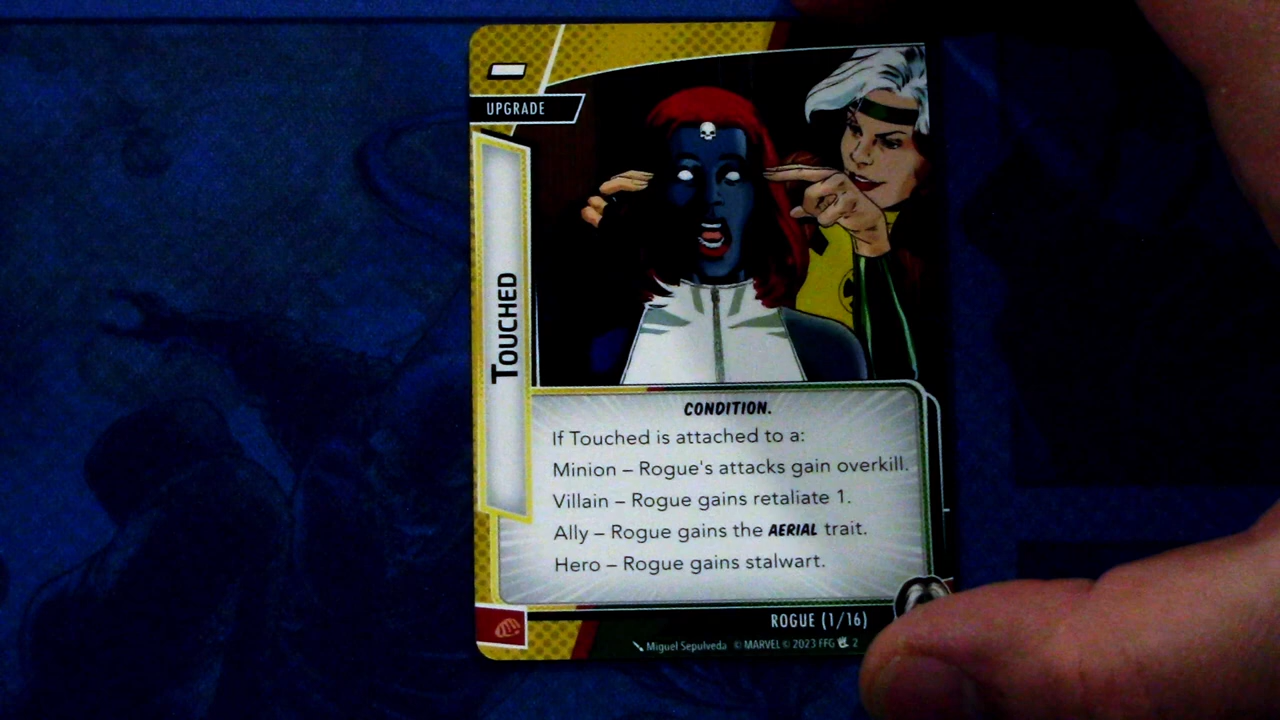 UPGRADE
TOUCHED
CONDITION.
If Touched is attached to a:
Minion – Rogue's attacks gain overkill.
Villain – Rogue gains retaliate 1.
Ally – Rogue gains the AERIAL trait.
Hero – Rogue gains stalwart.
ROGUE (1/16)
Miguel Sepulveda © MARVEL © 2023 FFG 2